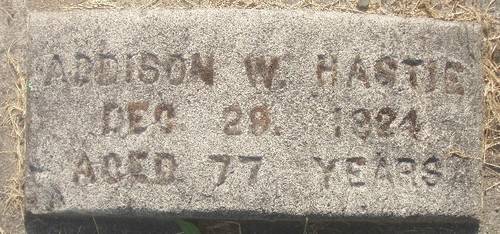 ADDISON W. HASTIE
DEC 29. 1924
AGED 77 YEARS